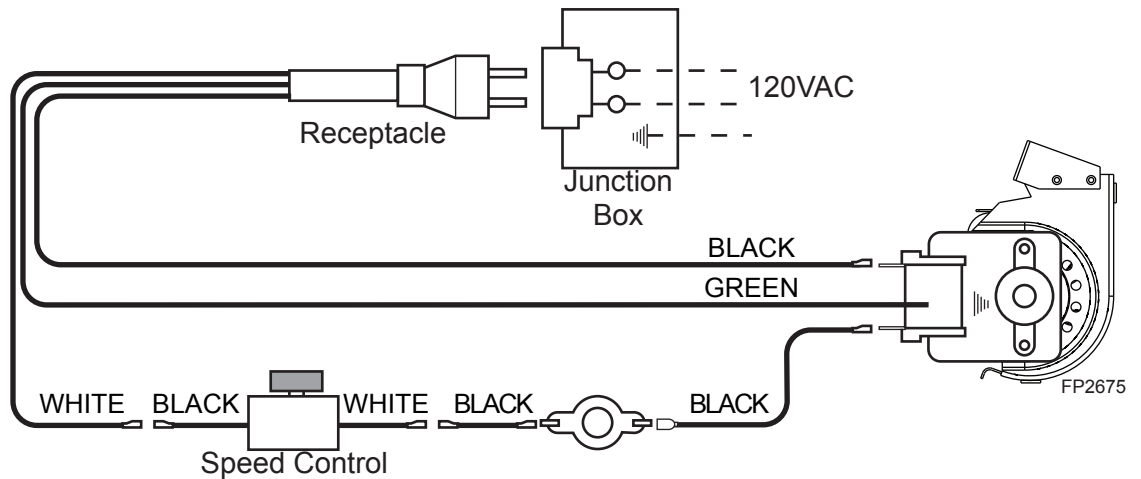 120VAC
Receptacle
Junction
Box
BLACK
GREEN
FP2675
WHITE BLACK WHITE BLACK BLACK
Speed Control